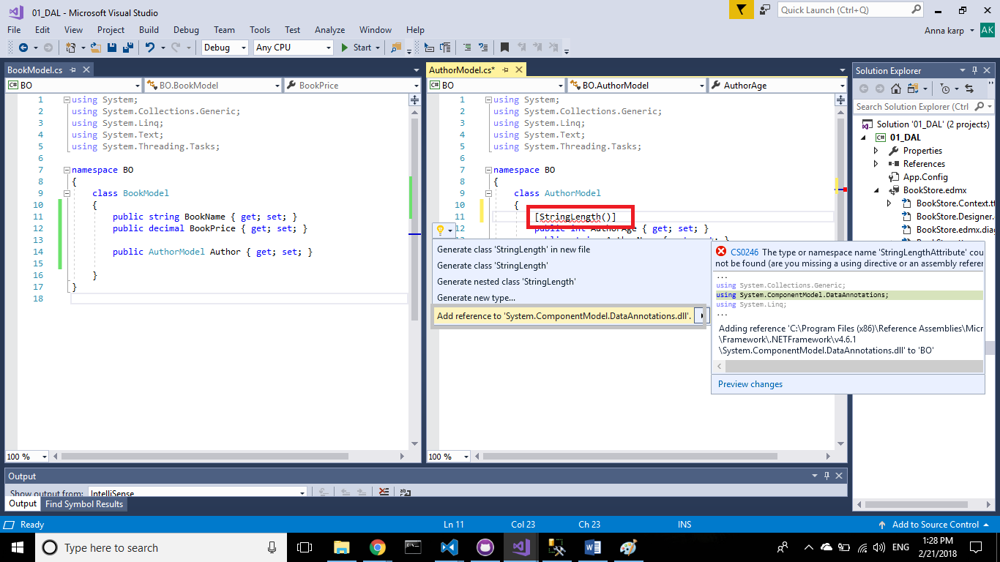 01_DAL - Microsoft Visual Studio
Quick Launch (Ctrl+Q)
File Edit View Project Build Debug Team Tools Test Analyze Window Help
Anna karp AK
Debug Any CPU Start
BookModel.cs
BO BO.BookModel BookPrice
1 using System;
2 using System.Collections.Generic;
3 using System.Linq;
4 using System.Text;
5 using System.Threading.Tasks;
6
7 namespace BO
8 {
9 class BookModel
10 {
11 public string BookName { get; set; }
12 public decimal BookPrice { get; set; }
13
14 public AuthorModel Author { get; set; }
15
16 }
17 }
18
100 %
AuthorModel.cs*
BO BO.AuthorModel AuthorAge
1 using System;
2 using System.Collections.Generic;
3 using System.Linq;
4 using System.Text;
5 using System.Threading.Tasks;
6
7 namespace BO
8 {
9 class AuthorModel
10 {
11 [StringLength()]
12 public int AuthorAge { get; set; }
Generate class 'StringLength' in new file
Generate class 'StringLength'
Generate nested class 'StringLength'
Generate new type...
Add reference to 'System.ComponentModel.DataAnnotations.dll'.
CS0246 The type or namespace name 'StringLengthAttribute' cou
not be found (are you missing a using directive or an assembly referer
...
using System.Collections.Generic;
using System.ComponentModel.DataAnnotations;
using System.Linq;
...
Adding reference 'C:\Program Files (x86)\Reference Assemblies\Micr
\Framework\.NETFramework\v4.6.1
\System.ComponentModel.DataAnnotations.dll' to 'BO'
Preview changes
100 %
Solution Explorer
Search Solution Explorer (Ctrl
Solution '01_DAL' (2 projects)
01_DAL
Properties
References
App.Config
BookStore.edmx
BookStore.Context.tt
BookStore.Designer.
BookStore.edmx.diag
Output
Show output from: IntelliSense
Output Find Symbol Results
Ready Ln 11 Col 23 Ch 23 INS Add to Source Control
Type here to search
ENG
1:28 PM
2/21/2018